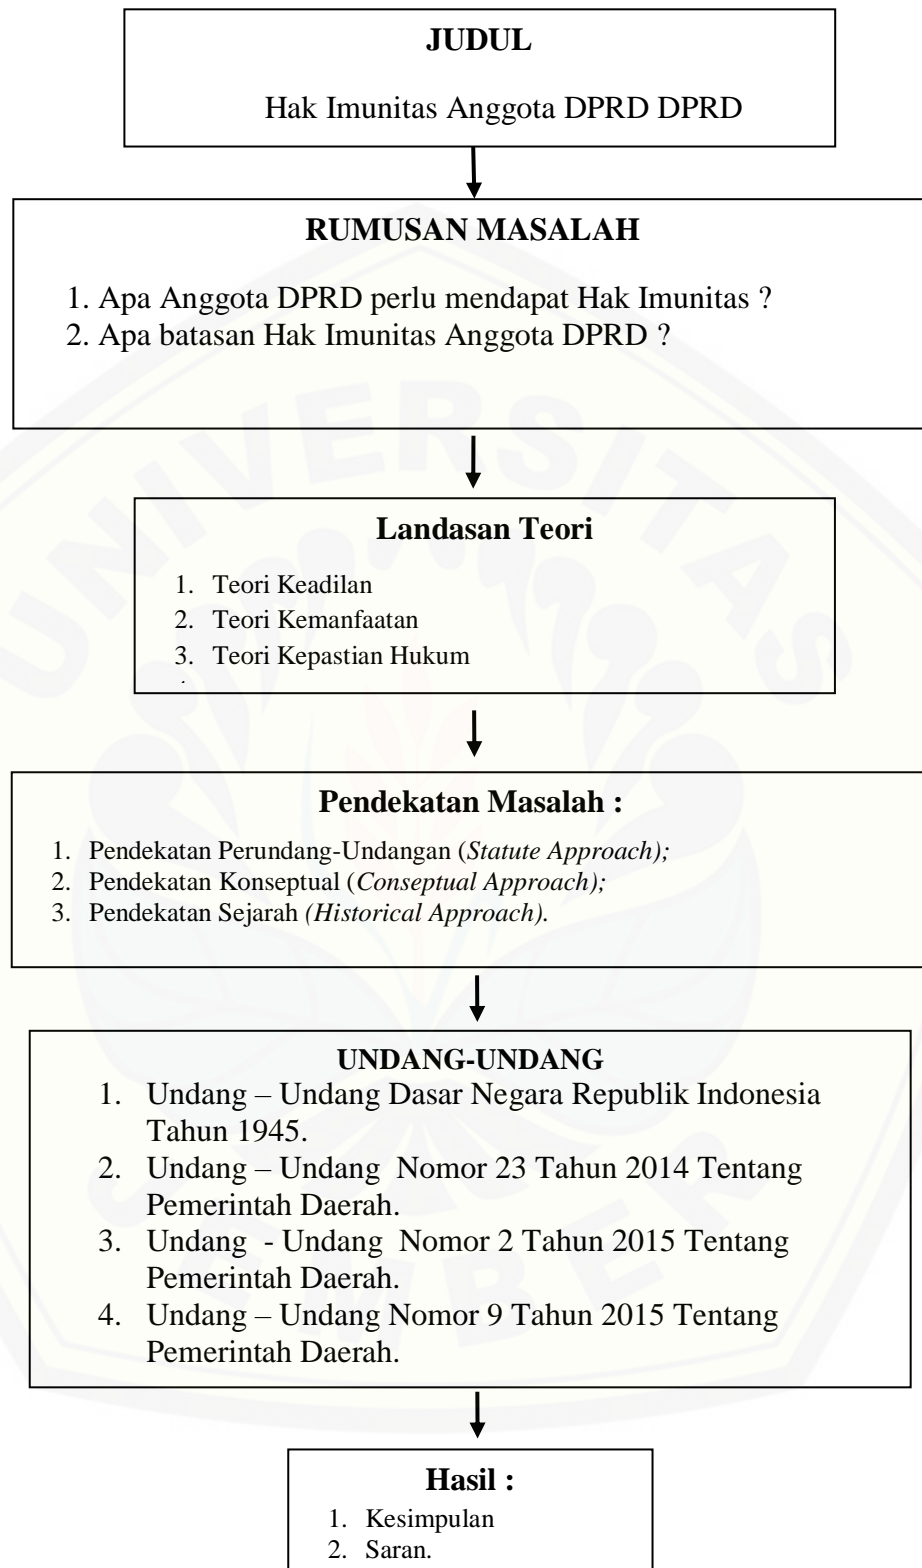 JUDUL
Hak Imunitas Anggota DPRD DPRD
RUMUSAN MASALAH
1. Apa Anggota DPRD perlu mendapat Hak Imunitas ?
2. Apa batasan Hak Imunitas Anggota DPRD ?
Landasan Teori
1. Teori Keadilan
2. Teori Kemanfaatan
3. Teori Kepastian Hukum
Pendekatan Masalah :
1. Pendekatan Perundang-Undangan (Statute Approach);
2. Pendekatan Konseptual (Conseptual Approach);
3. Pendekatan Sejarah (Historical Approach).
UNDANG-UNDANG
1. Undang – Undang Dasar Negara Republik Indonesia
Tahun 1945.
2. Undang – Undang Nomor 23 Tahun 2014 Tentang
Pemerintah Daerah.
3. Undang - Undang Nomor 2 Tahun 2015 Tentang
Pemerintah Daerah.
4. Undang – Undang Nomor 9 Tahun 2015 Tentang
Pemerintah Daerah.
Hasil :
1. Kesimpulan
2. Saran.
UNIVERSITAS
JEMBER